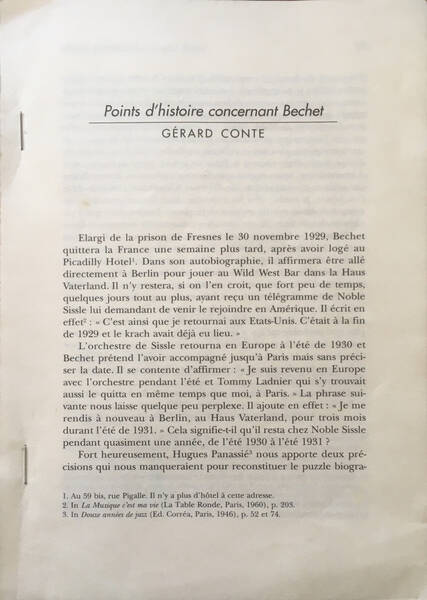 Points d'histoire concernant Bechet
GÉRARD CONTE
Elargi de la prison de Fresnes le 30 novembre 1929, Bechet
quittera la France une semaine plus tard, après avoir logé au
Picadilly Hotel¹. Dans son autobiographie, il affirmera être allé
directement à Berlin pour jouer au Wild West Bar dans la Haus
Vaterland. Il n'y restera, si on l'en croit, que fort peu de temps,
quelques jours tout au plus, ayant reçu un télégramme de Noble
Sissle lui demandant de venir le rejoindre en Amérique. Il écrit en
effet² : « C'est ainsi que je retournai aux Etats-Unis. C'était à la fin
de 1929 et le krach avait déjà eu lieu. »
L'orchestre de Sissle retourna en Europe à l'été de 1930 et
Bechet prétend l'avoir accompagné jusqu'à Paris mais sans préci-
ser la date. Il se contente d'affirmer : « Je suis revenu en Europe
avec l'orchestre pendant l'été et Tommy Ladnier qui s'y trouvait
aussi le quitta en même temps que moi, à Paris. » La phrase sui-
vante nous laisse quelque peu perplexe. Il ajoute en effet : « Je me
rendis à nouveau à Berlin, au Haus Vaterland, pour trois mois
durant l'été de 1931. » Cela signifie-t-il qu'il resta chez Noble Sissle
pendant quasiment une année, de l'été 1930 à l'été 1931 ?
Fort heureusement, Hugues Panassié³ nous apporte deux pré-
cisions qui nous manqueraient pour reconstituer le puzzle biogra-
1. Au 59 bis, rue Pigalle. Il n'y a plus d'hôtel à cette adresse.
2. In La Musique c'est ma vie (La Table Ronde, Paris, 1960), p. 203.
3. In Douze années de jazz (Ed. Corrêa, Paris, 1946), p. 52 et 74.